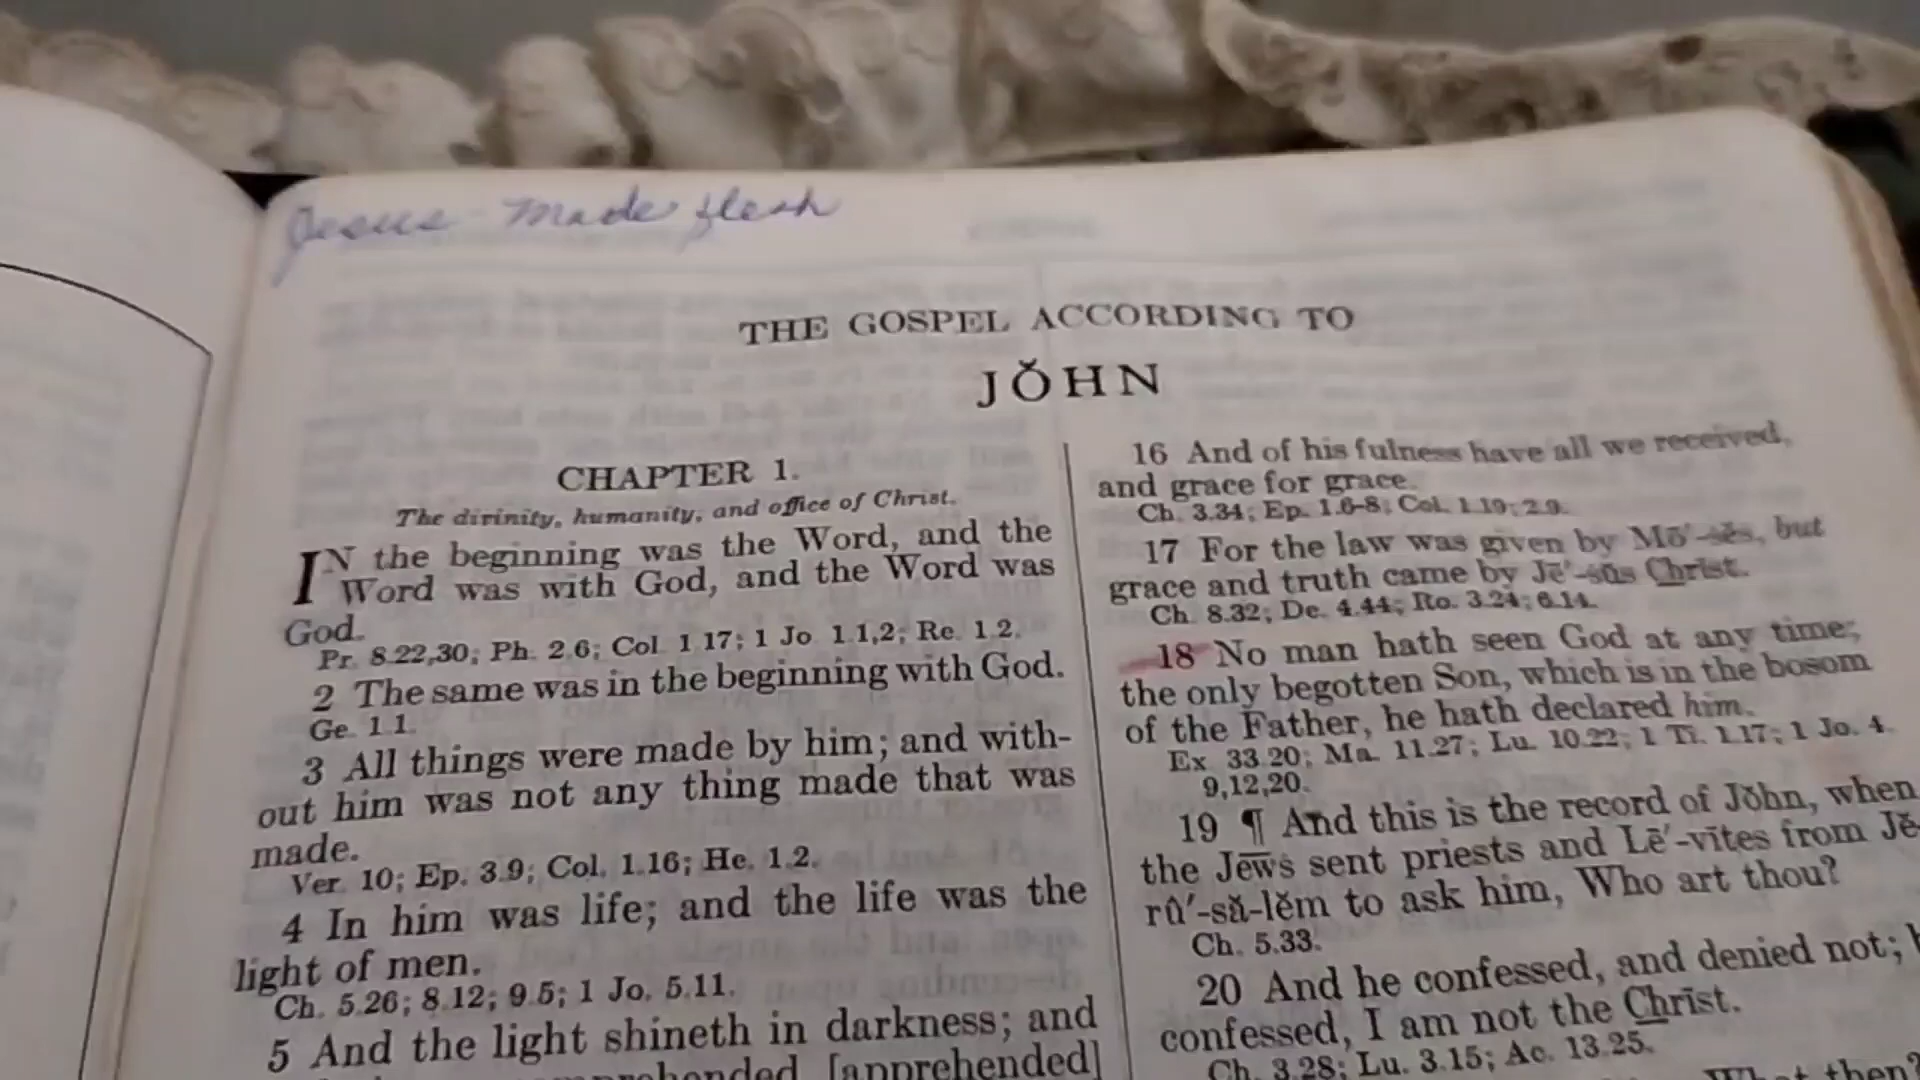 Jesus - made flesh
THE GOSPEL ACCORDING TO
JŎHN
CHAPTER 1.
The divinity, humanity, and office of Christ.
IN the beginning was the Word, and the
Word was with God, and the Word was
God.
Pr. 8.22,30; Ph. 2.6; Col. 1.17; 1 Jo. 1.1,2; Re. 1.2.
2 The same was in the beginning with God.
Ge. 1.1.
3 All things were made by him; and with-
out him was not any thing made that was
made.
Ver. 10; Ep. 3.9; Col. 1.16; He. 1.2.
4 In him was life; and the life was the
light of men.
Ch. 5.26; 8.12; 9.5; 1 Jo. 5.11.
5 And the light shineth in darkness; and
comprehended [apprehended]
16 And of his fulness have all we received,
and grace for grace.
Ch. 3.34; Ep. 1.6-8; Col. 1.19; 2.9.
17 For the law was given by Mō′-sĕs, but
grace and truth came by Jē′-sŭs Chrīst.
Ch. 8.32; De. 4.44; Ro. 3.24; 6.14.
18 No man hath seen God at any time;
the only begotten Son, which is in the bosom
of the Father, he hath declared him.
Ex. 33.20; Ma. 11.27; Lu. 10.22; 1 Ti. 1.17; 1 Jo. 4.
9,12,20.
19 ¶ And this is the record of Jŏhn, when
the Jēws̄ sent priests and Lē′-vītes from Jĕ-
rû′-să-lĕm to ask him, Who art thou?
Ch. 5.33.
20 And he confessed, and denied not;
confessed, I am not the Chrīst.
Ch. 3.28; Lu. 3.15; Ac. 13.25.
What then?